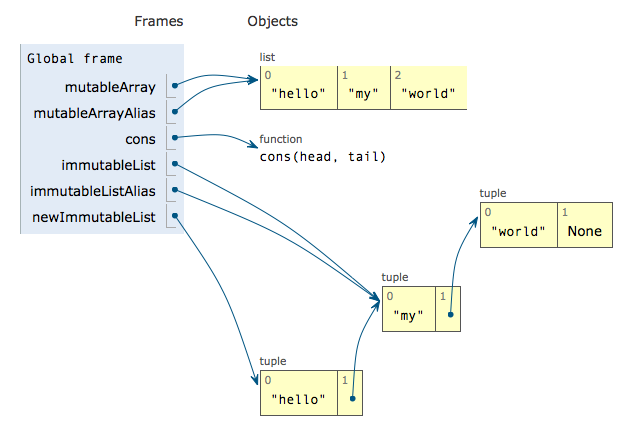 Frames Objects
Global frame
mutableArray
mutableArrayAlias
cons
immutableList
immutableListAlias
newImmutableList
list
0 1 2
"hello" "my" "world"
function
cons(head, tail)
tuple
0 1
"world" None
tuple
0 1
"my"
tuple
0 1
"hello"